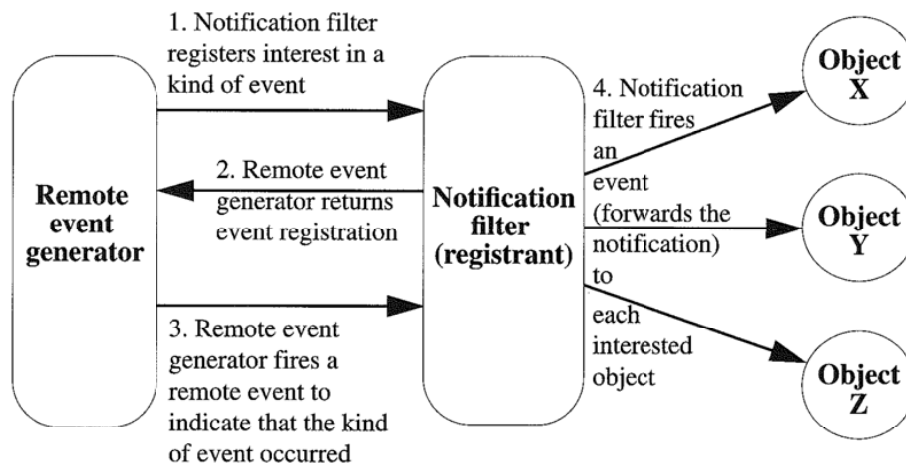 1. Notification filter
registers interest in a
kind of event
Remote
event
generator
2. Remote event
generator returns
event registration
3. Remote event
generator fires a
remote event to
indicate that the kind
of event occurred
Notification
filter
(registrant)
4. Notification
filter fires
an
event
(forwards the
notification)
to
each
interested
object
Object
X
Object
Y
Object
Z